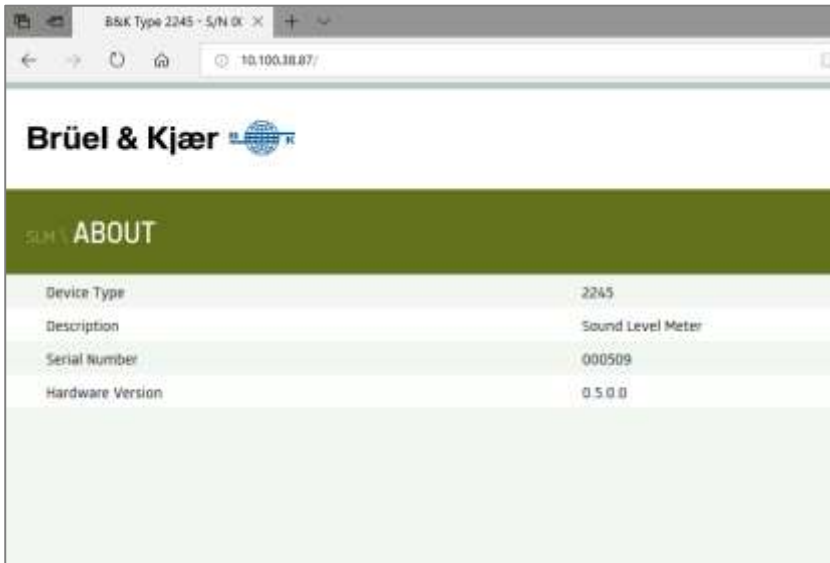 B&K Type 2245 - S/N 0
10.100.38.87/
Brüel & Kjær
B K
SLM \ ABOUT
Device Type 2245
Description Sound Level Meter
Serial Number 000509
Hardware Version 0.5.0.0